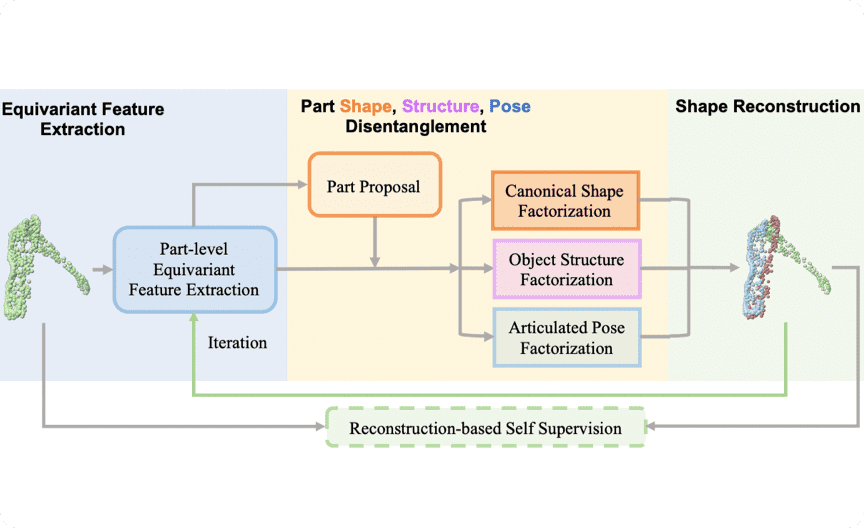 Equivariant Feature
Extraction
Part Shape, Structure, Pose
Disentanglement
Shape Reconstruction
Part Proposal
Canonical Shape
Factorization
Part-level
Equivariant
Feature Extraction
Object Structure
Factorization
Articulated Pose
Factorization
Iteration
Reconstruction-based Self Supervision